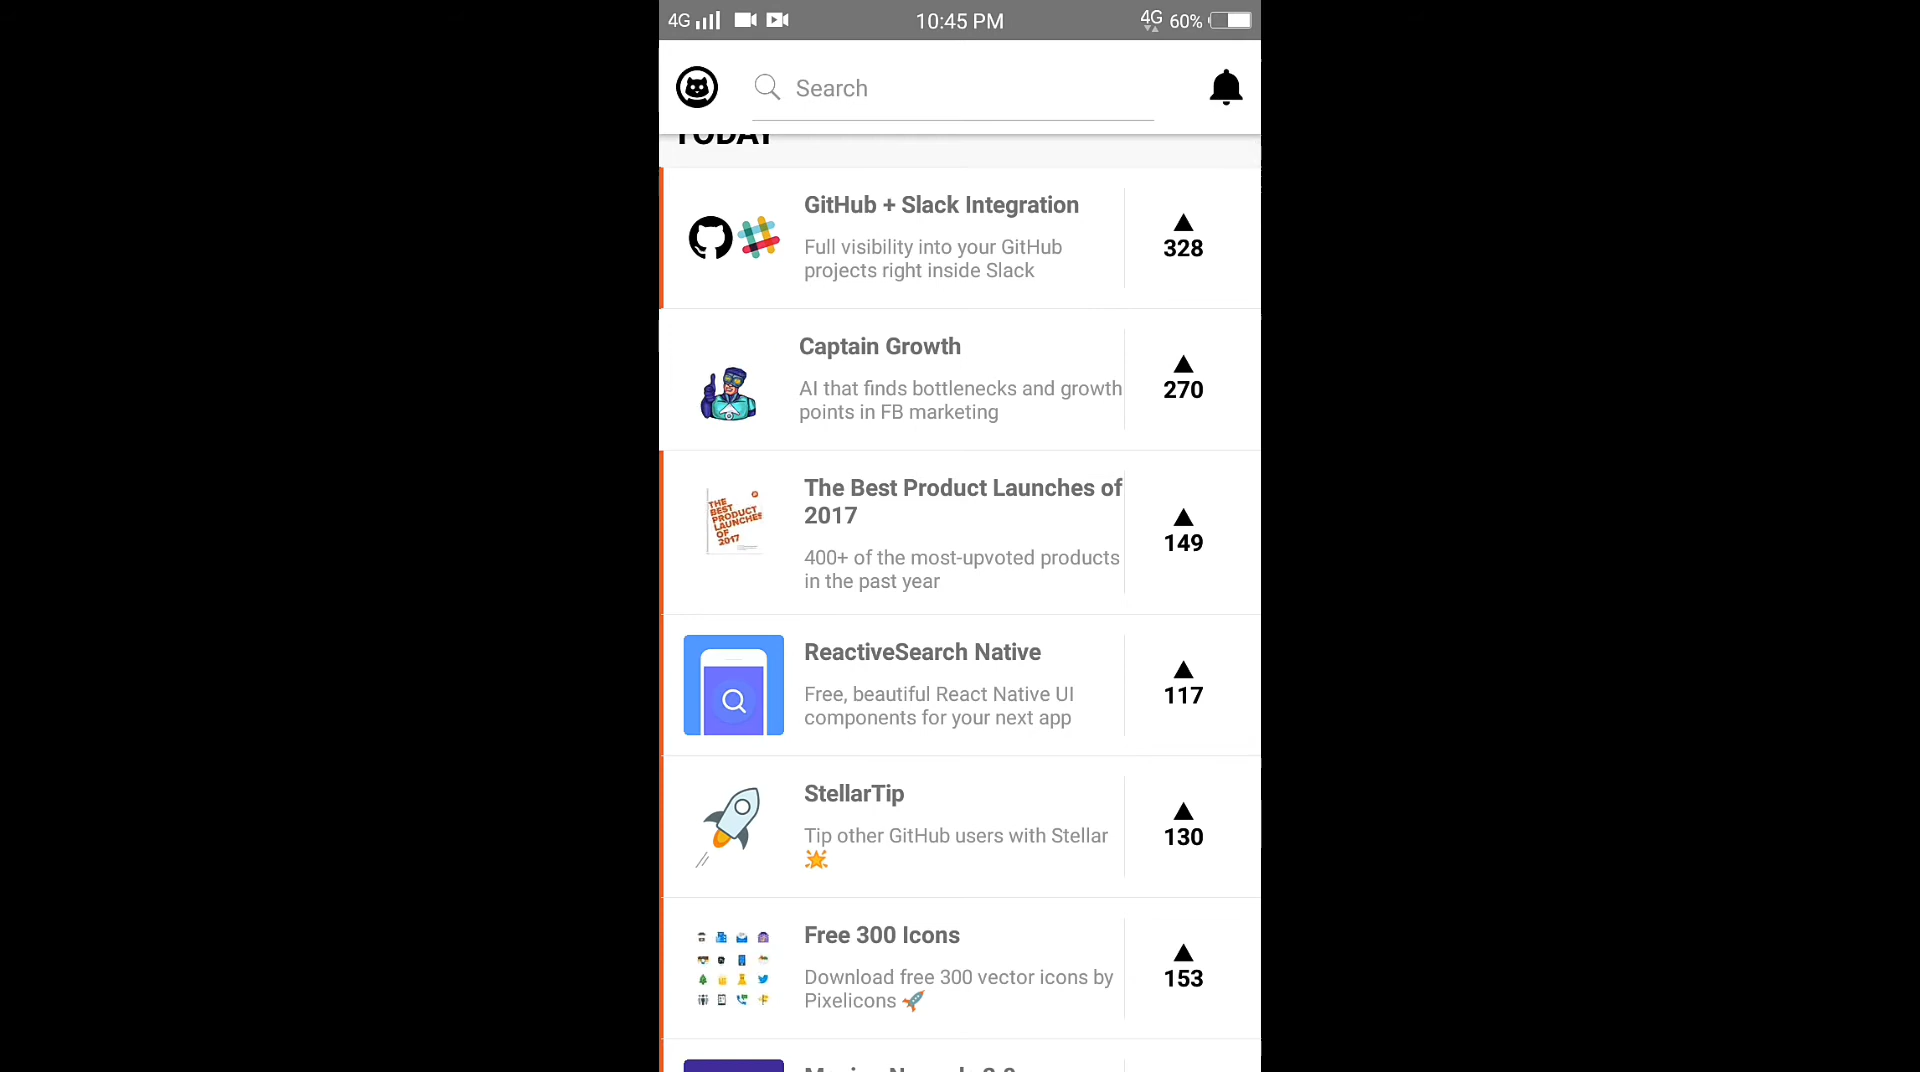 4G 10:45 PM 4G 60%
Search
TODAY
GitHub + Slack Integration
Full visibility into your GitHub
projects right inside Slack
328
Captain Growth
AI that finds bottlenecks and growth
points in FB marketing
270
THE
BEST
PRODUCT
LAUNCHES
OF
2017
The Best Product Launches of
2017
400+ of the most-upvoted products
in the past year
149
ReactiveSearch Native
Free, beautiful React Native UI
components for your next app
117
StellarTip
Tip other GitHub users with Stellar
🌟
130
Free 300 Icons
Download free 300 vector icons by
Pixelicons 🚀
153